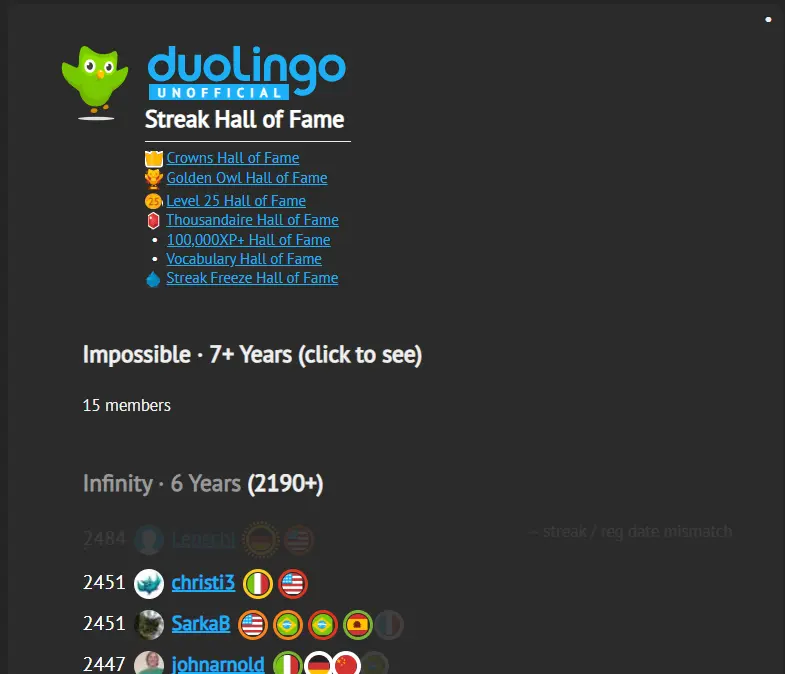 duolingo
UNOFFICIAL
Streak Hall of Fame
Crowns Hall of Fame
Golden Owl Hall of Fame
25 Level 25 Hall of Fame
Thousandaire Hall of Fame
• 100,000XP+ Hall of Fame
• Vocabulary Hall of Fame
Streak Freeze Hall of Fame
Impossible · 7+ Years (click to see)
15 members
Infinity · 6 Years (2190+)
2484 – streak / reg date mismatch
2451 christi3
2451 SarkaB
2447 johnarnold